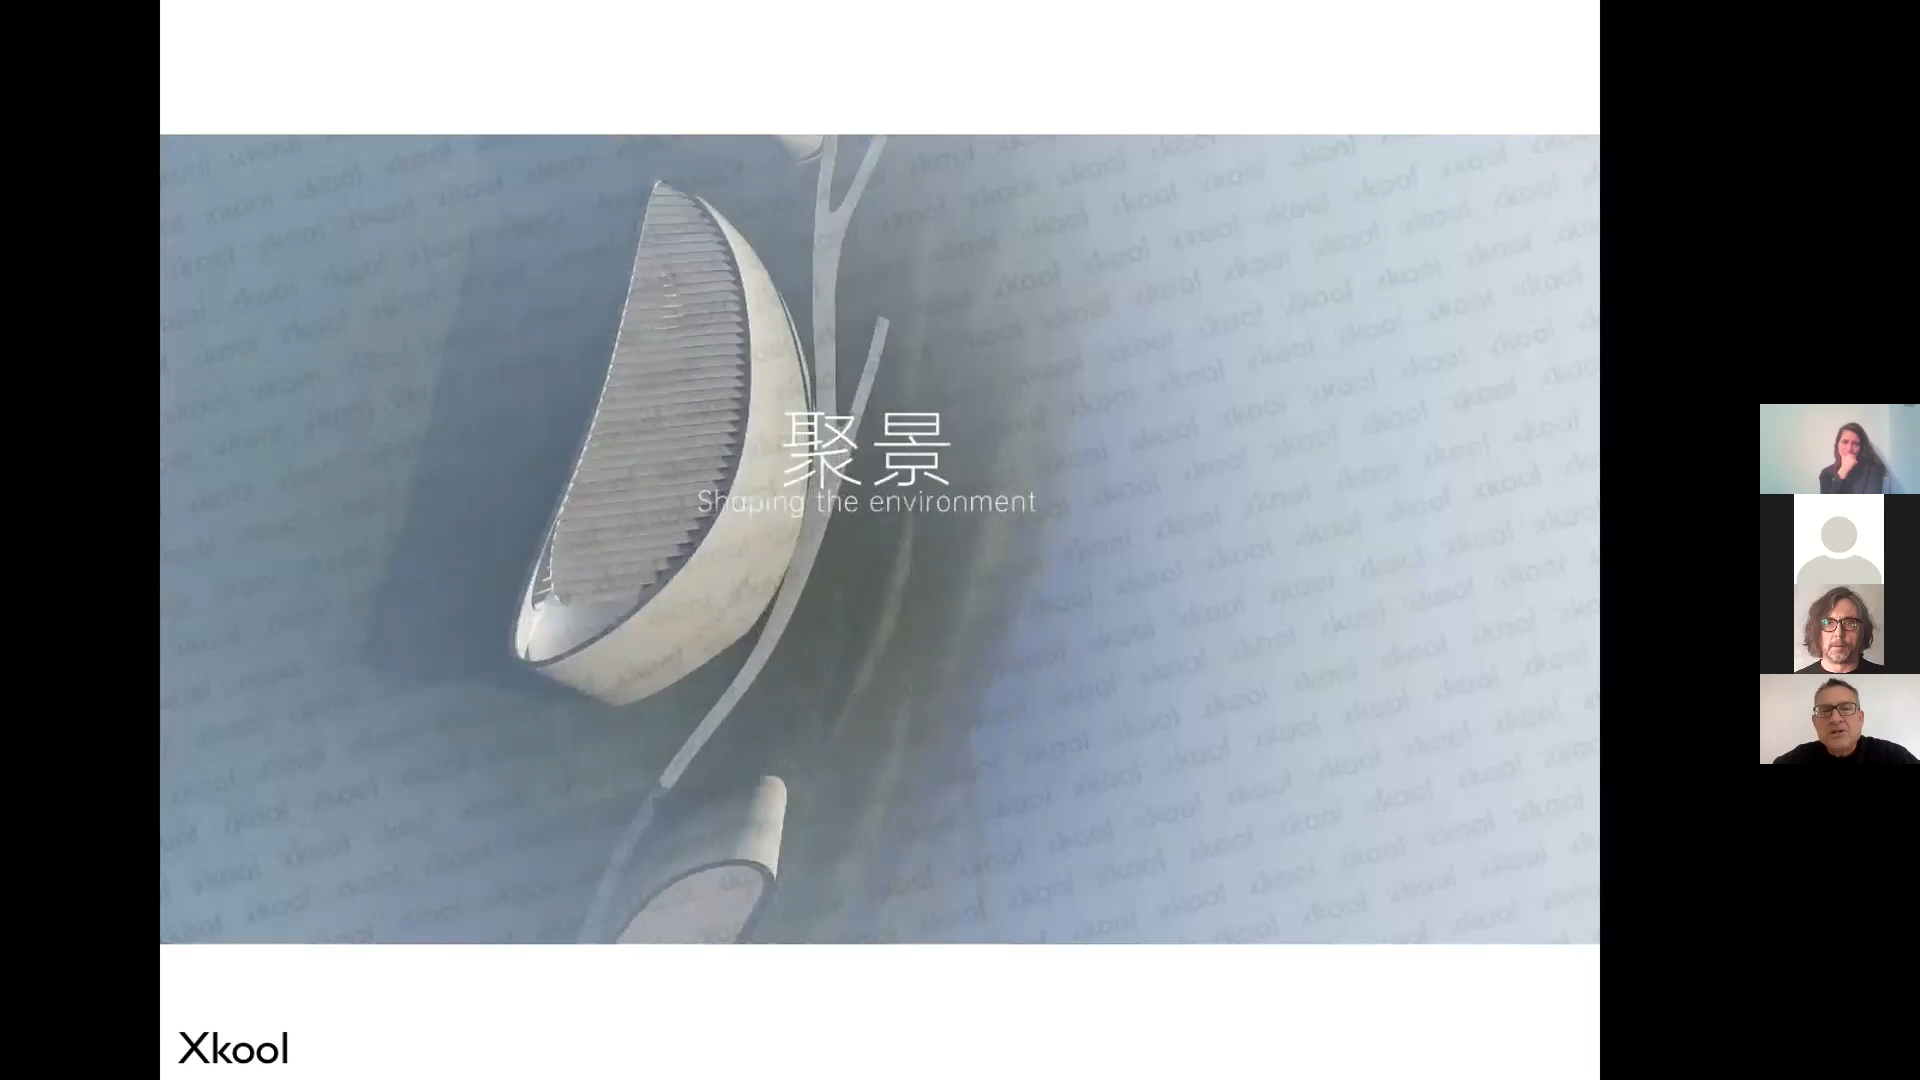 聚景
Shaping the environment
Xkool